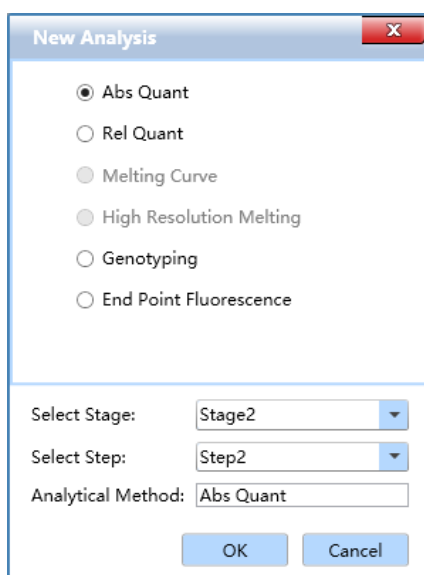 New Analysis
Abs Quant
Rel Quant
Melting Curve
High Resolution Melting
Genotyping
End Point Fluorescence
Select Stage: Stage2
Select Step: Step2
Analytical Method: Abs Quant
OK Cancel